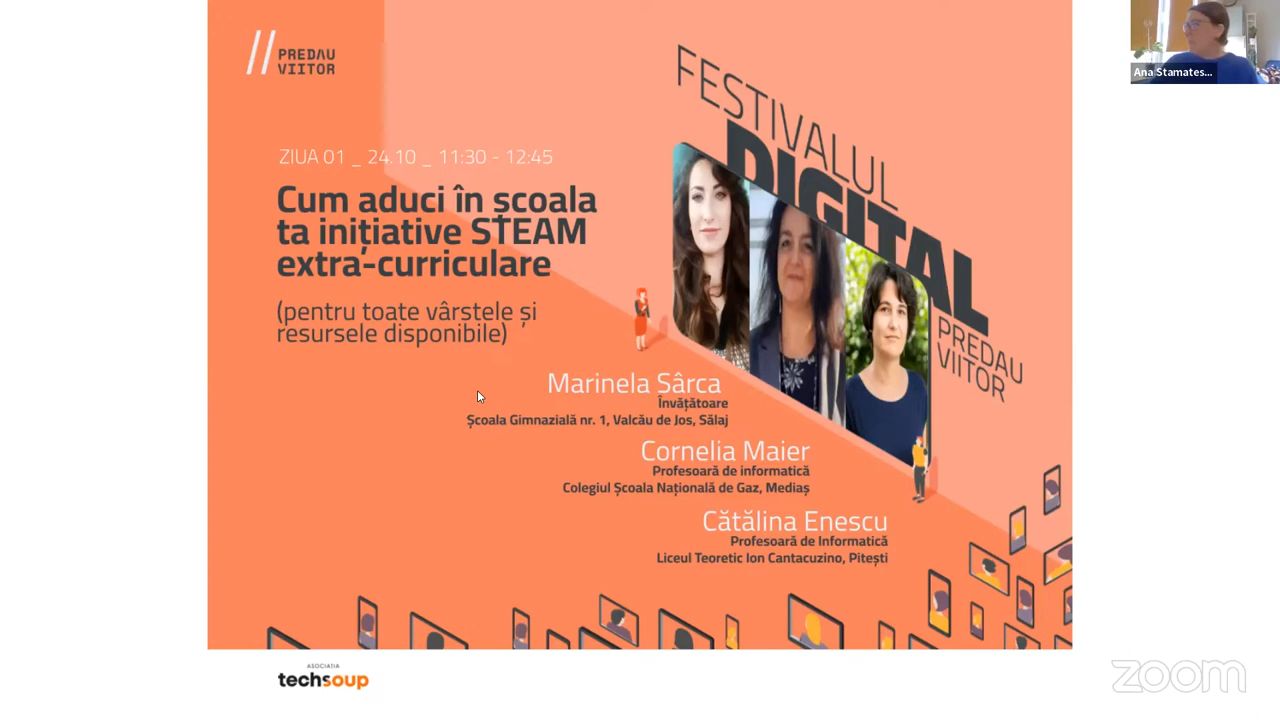 PREDAU
VIITOR
FESTIVALUL
DIGITAL
PREDAU
VIITOR
ZIUA 01 _ 24.10 _ 11:30 - 12:45
Cum aduci în școala
ta inițiative STEAM
extra-curriculare
(pentru toate vârstele și
resursele disponibile)
Marinela Sârca
Învățătoare
Școala Gimnazială nr. 1, Valcău de Jos, Sălaj
Cornelia Maier
Profesoară de informatică
Colegiul Școala Națională de Gaz, Mediaș
Cătălina Enescu
Profesoară de Informatică
Liceul Teoretic Ion Cantacuzino, Pitești
ASOCIAȚIA
techsoup
Ana Stamates...
zoom